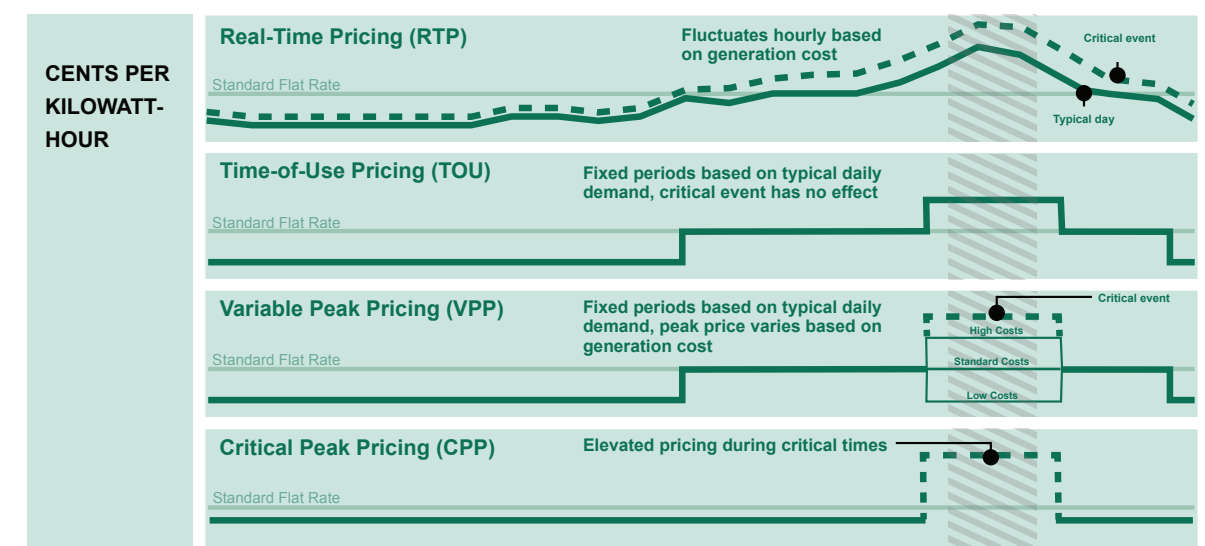 CENTS PER
KILOWATT-
HOUR
Real-Time Pricing (RTP)
Fluctuates hourly based
on generation cost
Critical event
Standard Flat Rate
Typical day
Time-of-Use Pricing (TOU)
Fixed periods based on typical daily
demand, critical event has no effect
Standard Flat Rate
Variable Peak Pricing (VPP)
Fixed periods based on typical daily
demand, peak price varies based on
generation cost
Critical event
High Costs
Standard Flat Rate
Standard Costs
Low Costs
Critical Peak Pricing (CPP)
Elevated pricing during critical times
Standard Flat Rate